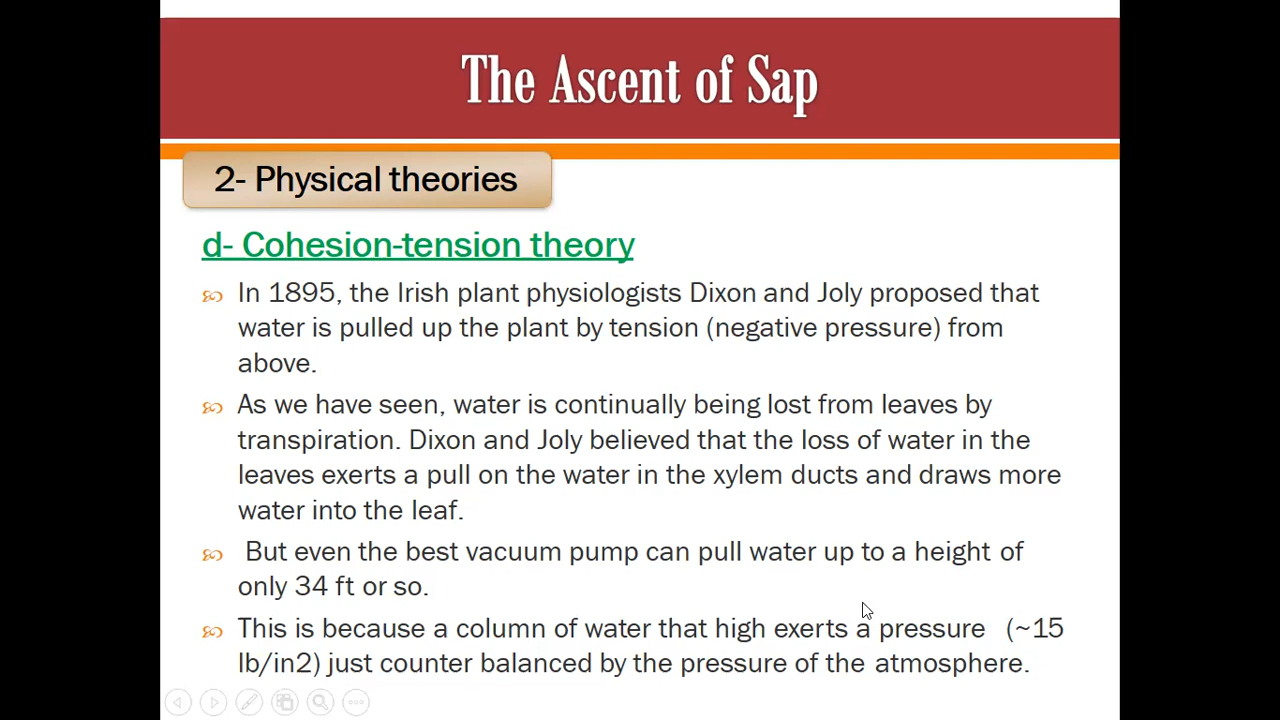 The Ascent of Sap
2- Physical theories
d- Cohesion-tension theory
In 1895, the Irish plant physiologists Dixon and Joly proposed that
water is pulled up the plant by tension (negative pressure) from
above.
As we have seen, water is continually being lost from leaves by
transpiration. Dixon and Joly believed that the loss of water in the
leaves exerts a pull on the water in the xylem ducts and draws more
water into the leaf.
But even the best vacuum pump can pull water up to a height of
only 34 ft or so.
This is because a column of water that high exerts a pressure (~15
lb/in2) just counter balanced by the pressure of the atmosphere.